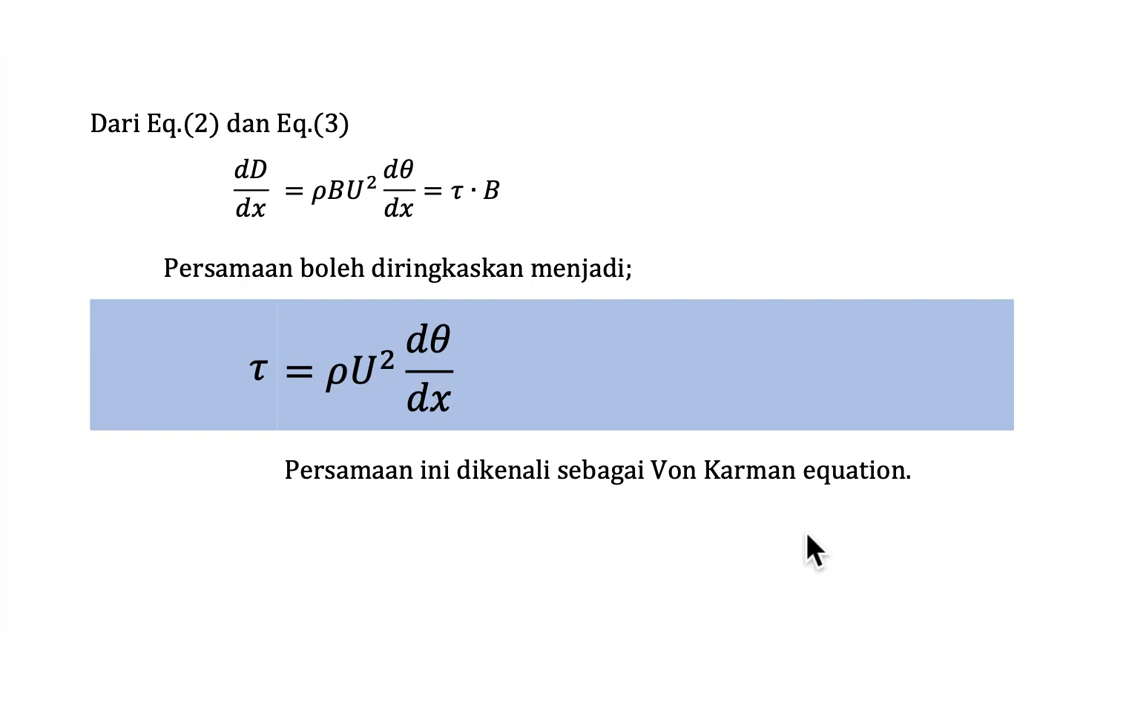 Dari Eq.(2) dan Eq.(3)
dD/dx = ρBU² dθ/dx = τ · B
Persamaan boleh diringkaskan menjadi;
τ = ρU² dθ/dx
Persamaan ini dikenali sebagai Von Karman equation.